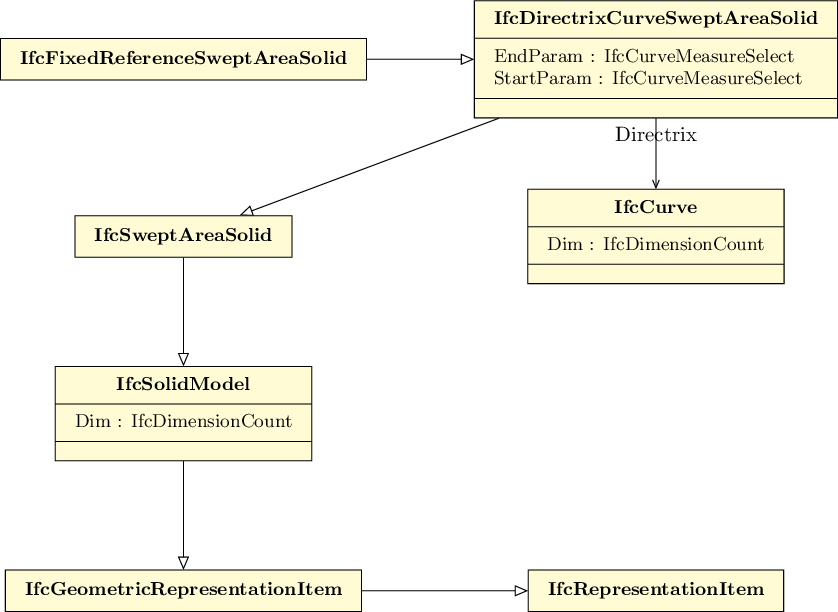 IfcDirectrixCurveSweptAreaSolid
IfcFixedReferenceSweptAreaSolid
EndParam : IfcCurveMeasureSelect
StartParam : IfcCurveMeasureSelect
Directrix
IfcCurve
Dim : IfcDimensionCount
IfcSweptAreaSolid
IfcSolidModel
Dim : IfcDimensionCount
IfcGeometricRepresentationItem
IfcRepresentationItem